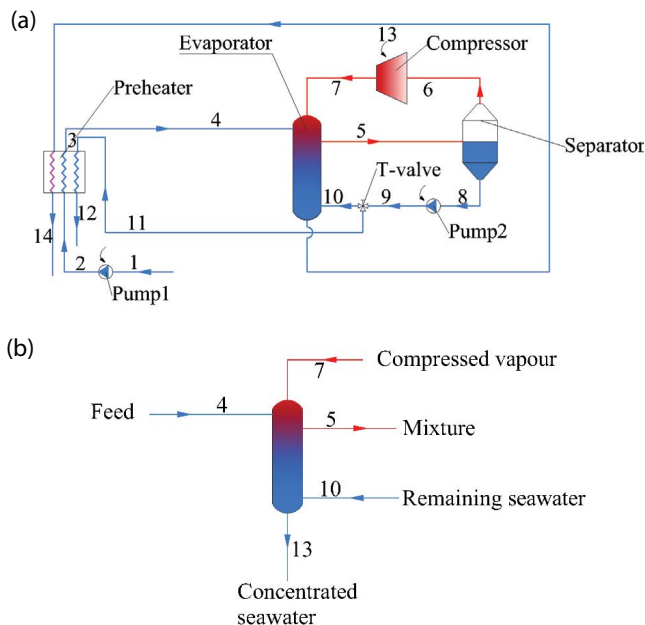 (a)
13
Evaporator
Compressor
Preheater
7
6
4
3
5
Separator
T-valve
10
9
8
12
11
Pump2
14
2
1
Pump1
(b)
7
Compressed vapour
Feed
4
5
Mixture
10
Remaining seawater
13
Concentrated
seawater